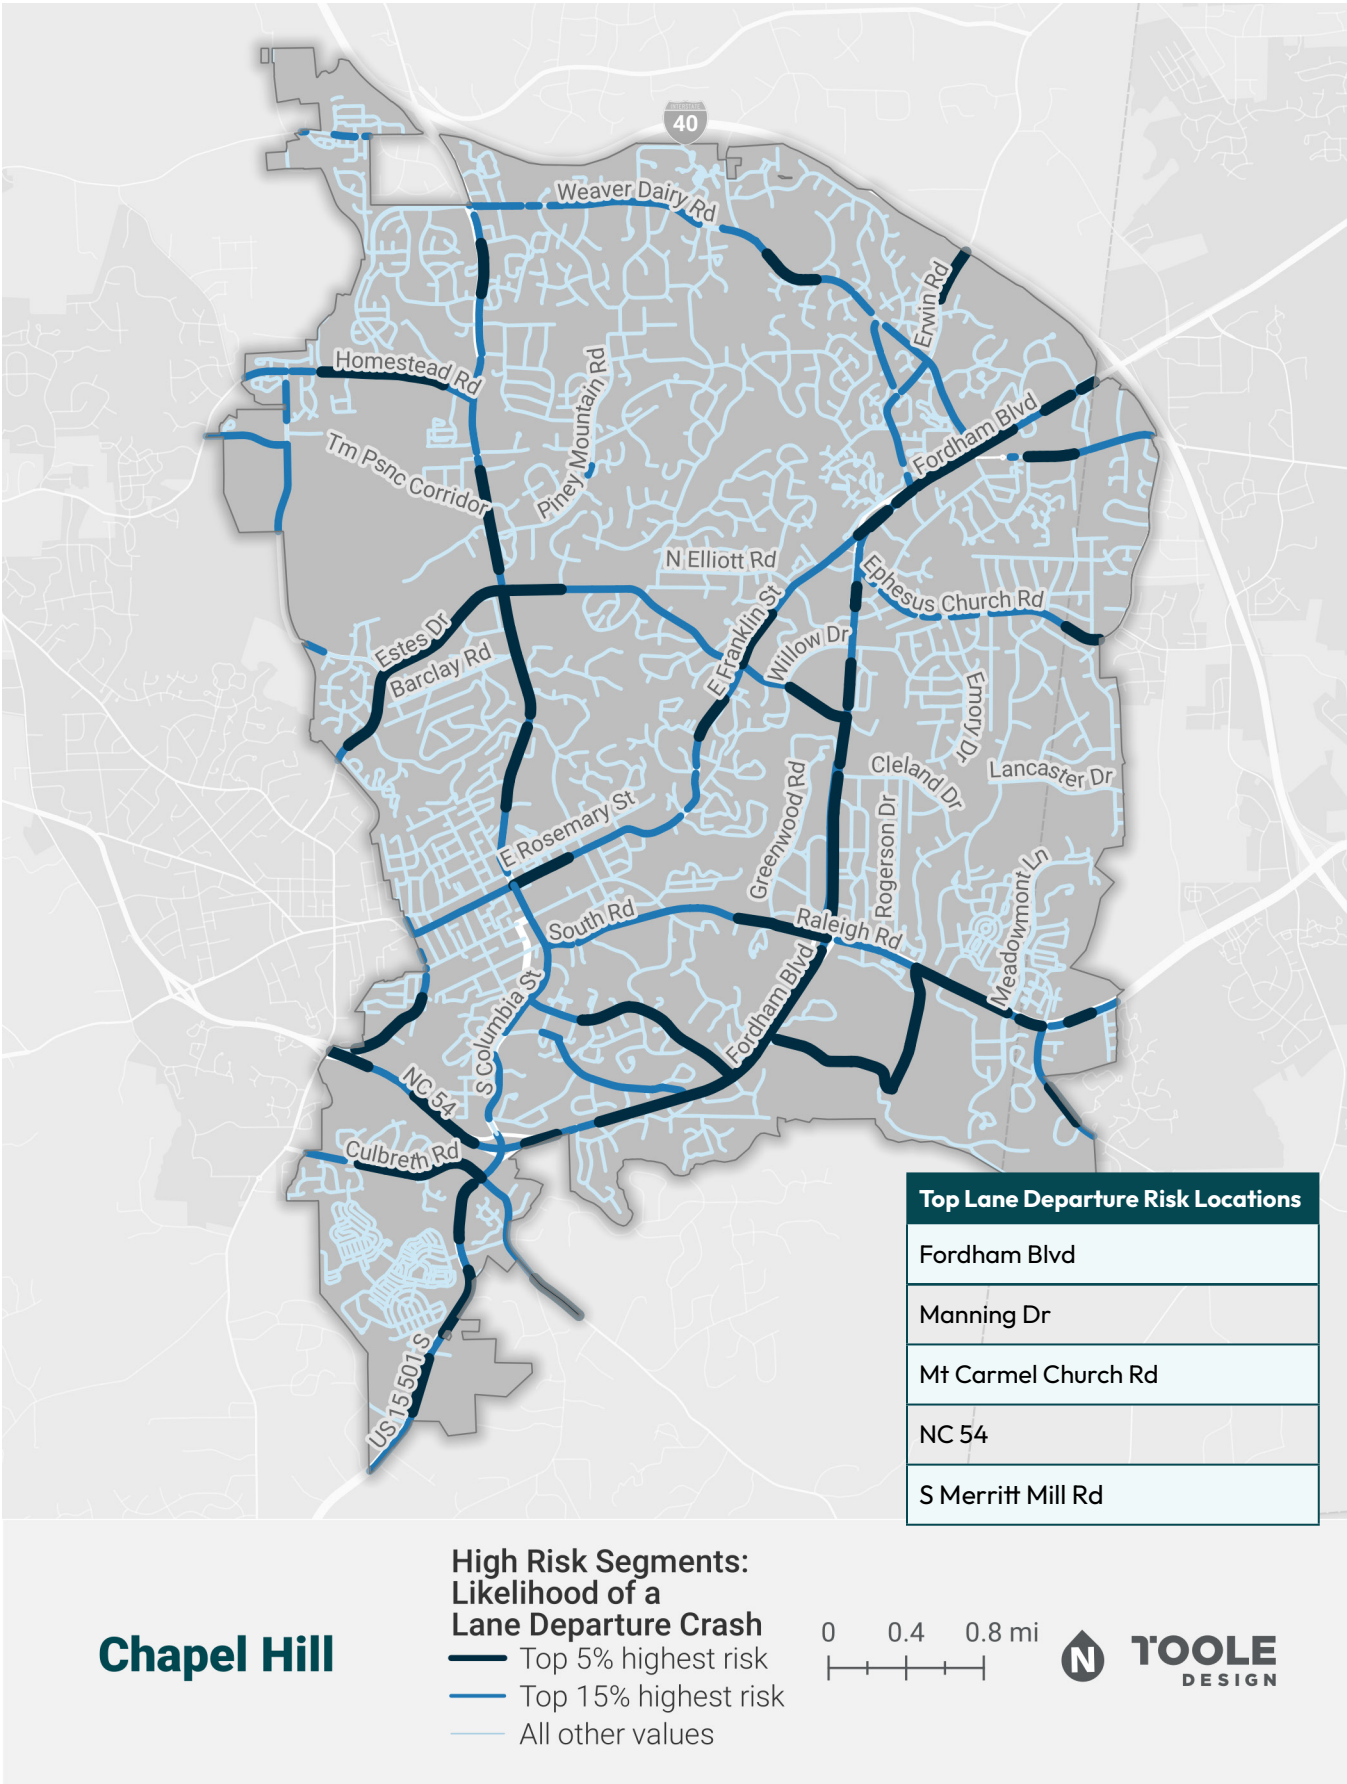 INTERSTATE
40
Weaver Dairy Rd
Erwin Rd
Homestead Rd
Piney Mountain Rd
Fordham Blvd
Tm Psnc Corridor
N Elliott Rd
Ephesus Church Rd
E Franklin St
Willow Dr
Estes Dr
Barclay Rd
Emory Dr
Cleland Dr
Lancaster Dr
Greenwood Rd
Rogerson Dr
E Rosemary St
Meadowmont Ln
South Rd
Raleigh Rd
Fordham Blvd
S Columbia St
NC 54
Culbreth Rd
US 15 501 S
Top Lane Departure Risk Locations
Fordham Blvd
Manning Dr
Mt Carmel Church Rd
NC 54
S Merritt Mill Rd
Chapel Hill
High Risk Segments:
Likelihood of a
Lane Departure Crash
Top 5% highest risk
Top 15% highest risk
All other values
0 0.4 0.8 mi
N
TOOLE
DESIGN